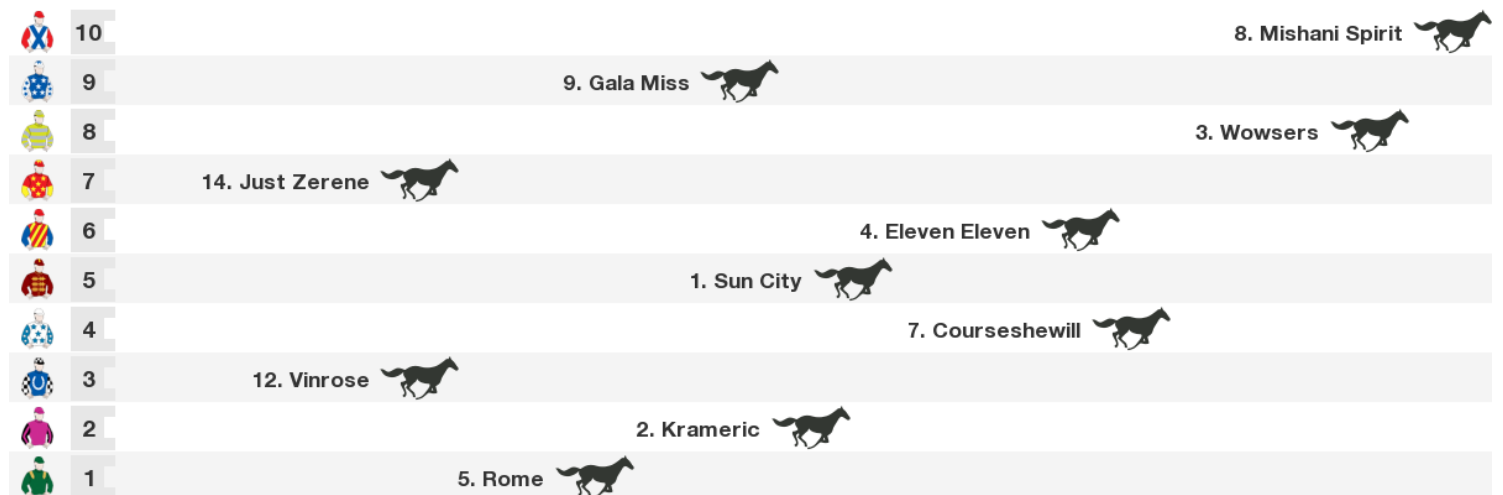 10 8. Mishani Spirit
9 9. Gala Miss
8 3. Wowsers
7 14. Just Zerene
6 4. Eleven Eleven
5 1. Sun City
4 7. Courseshewill
3 12. Vinrose
2 2. Krameric
1 5. Rome